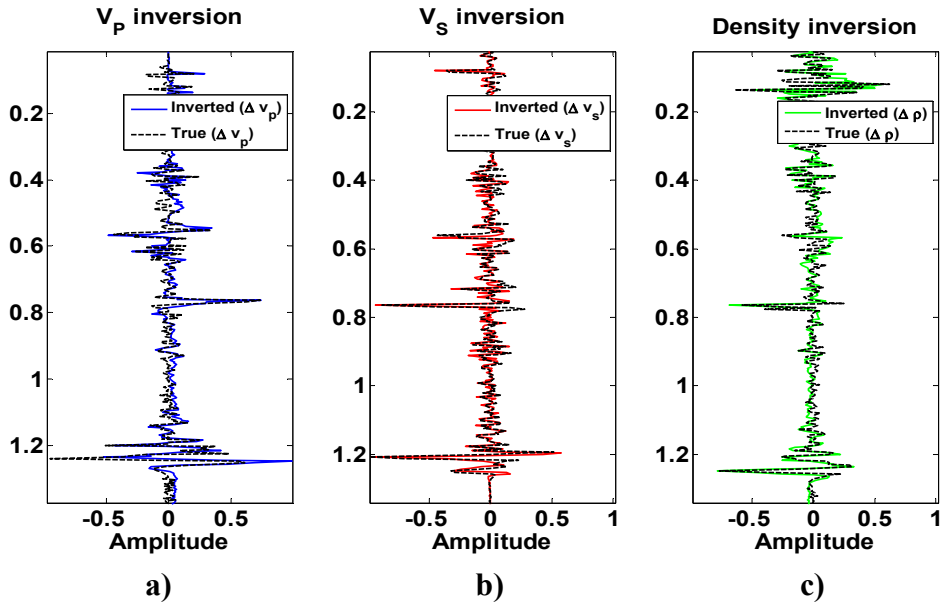 V_P inversion
Inverted (Δ v_p)
True (Δ v_p)
0.2
0.4
0.6
0.8
1
1.2
-0.5
0
0.5
Amplitude
a)
V_S inversion
Inverted (Δ v_s)
True (Δ v_s)
0.2
0.4
0.6
0.8
1
1.2
-0.5
0
0.5
1
Amplitude
b)
Density inversion
Inverted (Δ ρ)
True (Δ ρ)
0.2
0.4
0.6
0.8
1
1.2
-0.5
0
0.5
1
Amplitude
c)